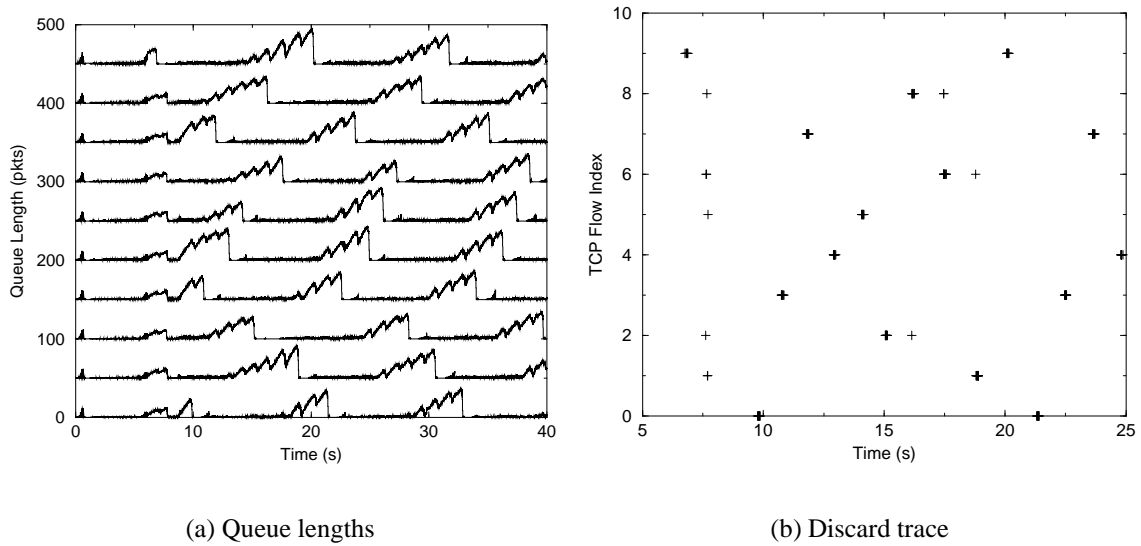 500
400
300
200
100
0
Queue Length (pkts)
0 10 20 30 40
Time (s)
(a) Queue lengths
10
8
6
4
2
0
TCP Flow Index
5 10 15 20 25
Time (s)
(b) Discard trace